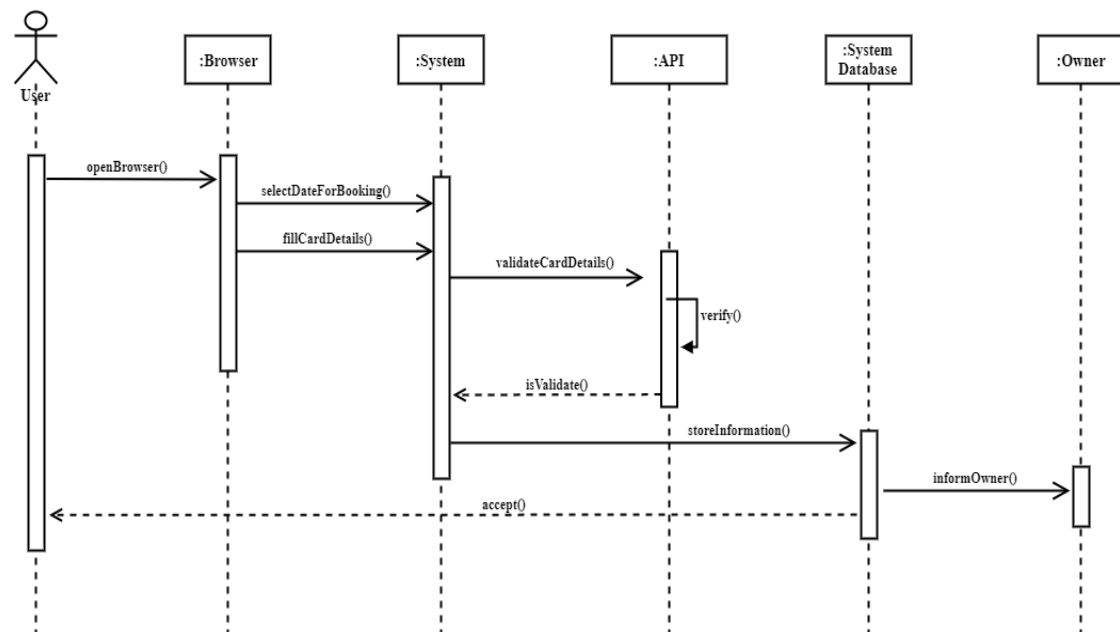 :Browser
:System
:API
:System
Database
:Owner
User
openBrowser()
selectDateForBooking()
fillCardDetails()
validateCardDetails()
verify()
isValidate()
storeInformation()
informOwner()
accept()